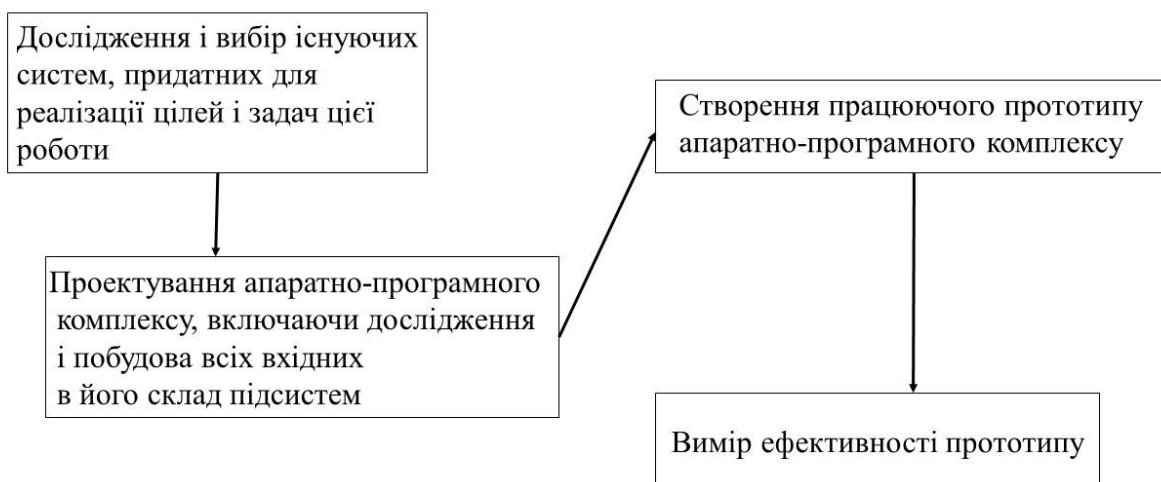 Дослідження і вибір існуючих
систем, придатних для
реалізації цілей і задач цієї
роботи
Проектування апаратно-програмного
комплексу, включаючи дослідження
і побудова всіх вхідних
в його склад підсистем
Створення працюючого прототипу
апаратно-програмного комплексу
Вимір ефективності прототипу